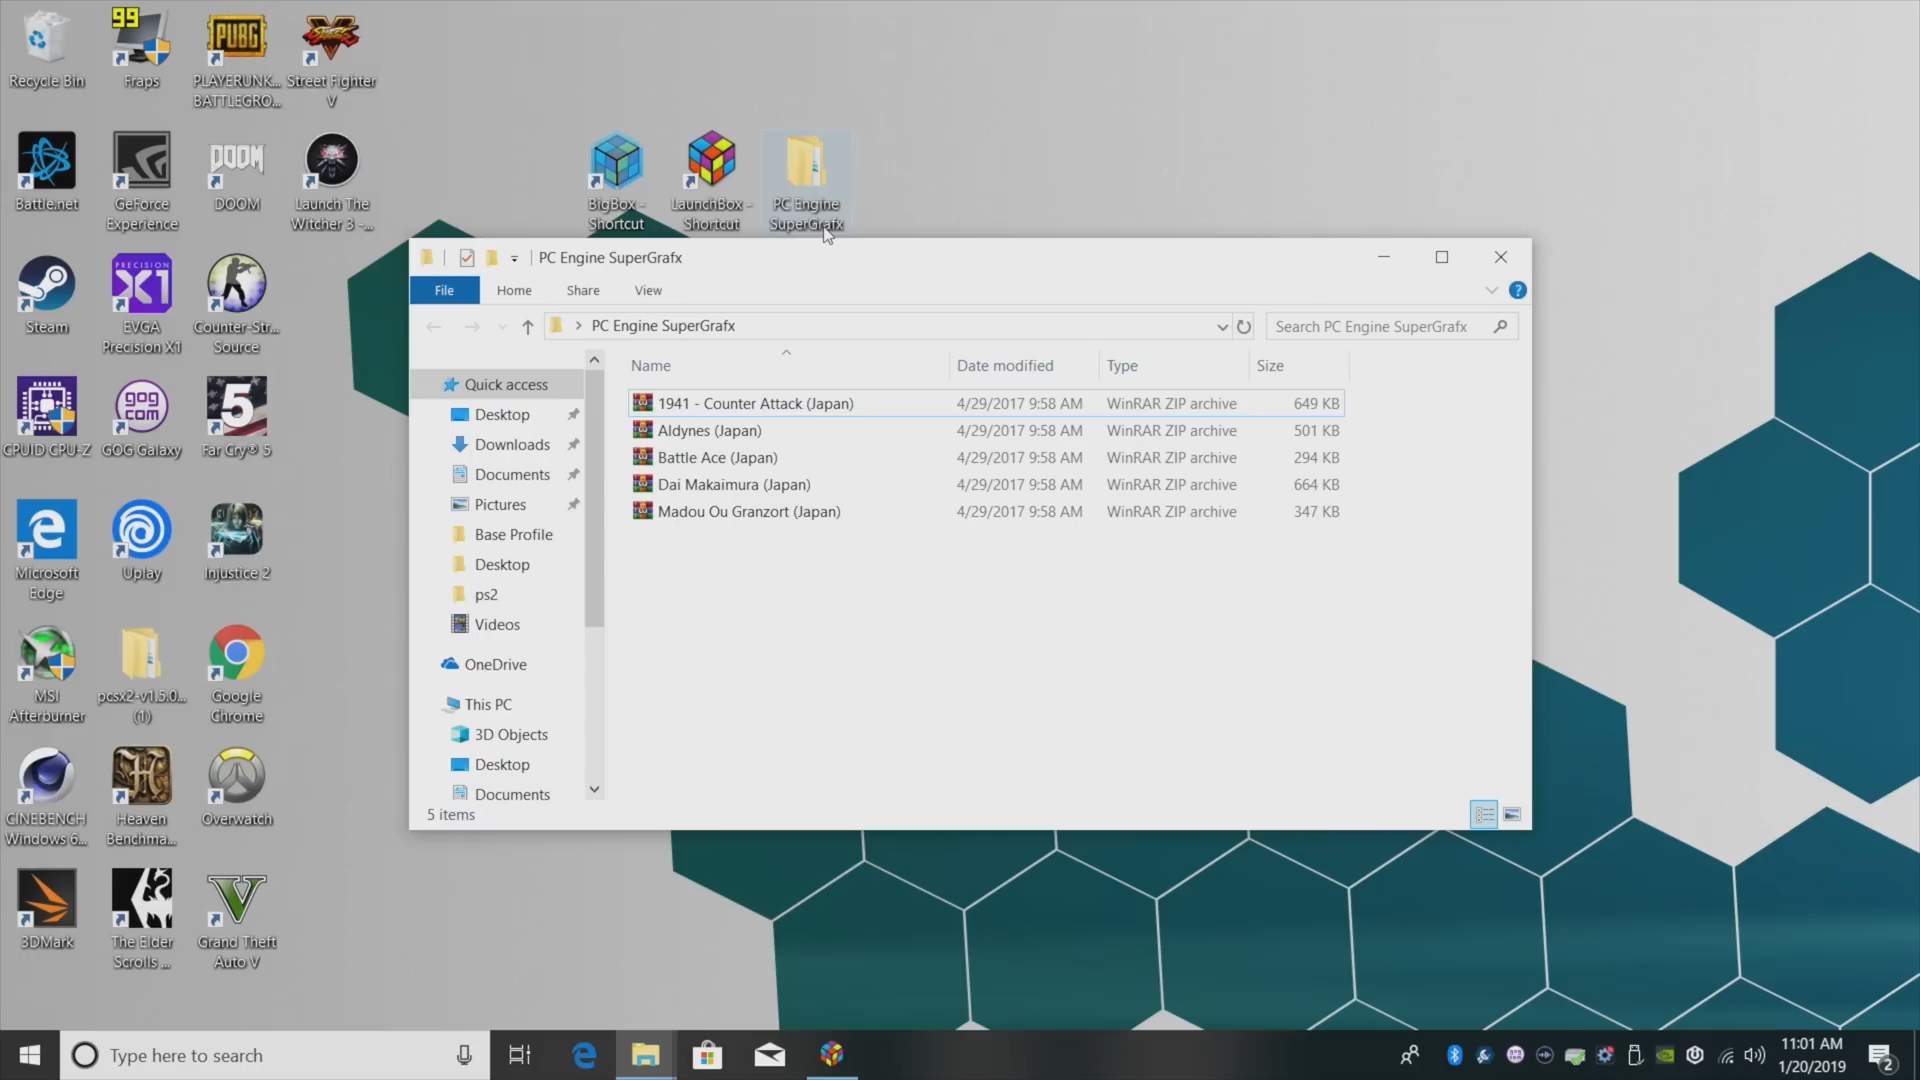 99
Recycle Bin
Fraps
PLAYERUNK...
BATTLEGRO...
Street Fighter
V
PUBG
Battle.net
GeForce
Experience
DOOM
DOOM
Launch The
Witcher 3 -...
BigBox -
Shortcut
LaunchBox -
Shortcut
PC Engine
SuperGrafx
Steam
PRECISION
X1
EVGA
Precision X1
Counter-Str...
Source
CPUID CPU-Z
GOG
COM
GOG Galaxy
5
Far Cry® 5
Microsoft
Edge
Uplay
Injustice 2
MSI
Afterburner
pcsx2-v1.5.0...
(1)
Google
Chrome
CINEBENCH
Windows 6...
Heaven
Benchma...
Overwatch
3DMark
The Elder
Scrolls ...
Grand Theft
Auto V
PC Engine SuperGrafx
File Home Share View
PC Engine SuperGrafx
Search PC Engine SuperGrafx
Name Date modified Type Size
1941 - Counter Attack (Japan) 4/29/2017 9:58 AM WinRAR ZIP archive 649 KB
Aldynes (Japan) 4/29/2017 9:58 AM WinRAR ZIP archive 501 KB
Battle Ace (Japan) 4/29/2017 9:58 AM WinRAR ZIP archive 294 KB
Dai Makaimura (Japan) 4/29/2017 9:58 AM WinRAR ZIP archive 664 KB
Madou Ou Granzort (Japan) 4/29/2017 9:58 AM WinRAR ZIP archive 347 KB
Quick access
Desktop
Downloads
Documents
Pictures
Base Profile
Desktop
ps2
Videos
OneDrive
This PC
3D Objects
Desktop
Documents
5 items
Type here to search
11:01 AM
1/20/2019
2